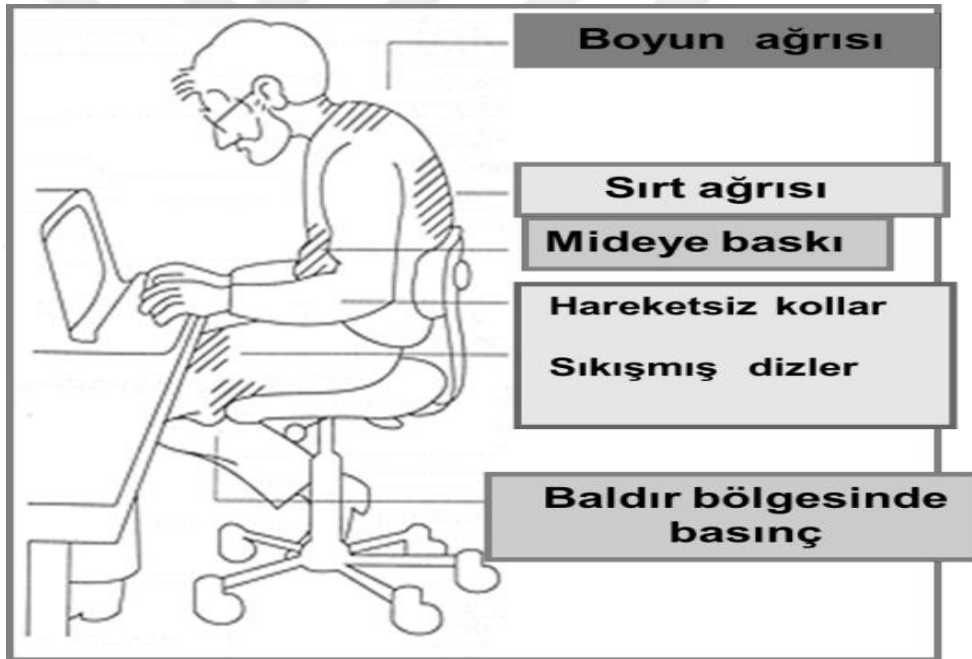 Boyun ağrısı
Sırt ağrısı
Mideye baskı
Hareketsiz kollar
Sıkışmış dizler
Baldır bölgesinde
basınç